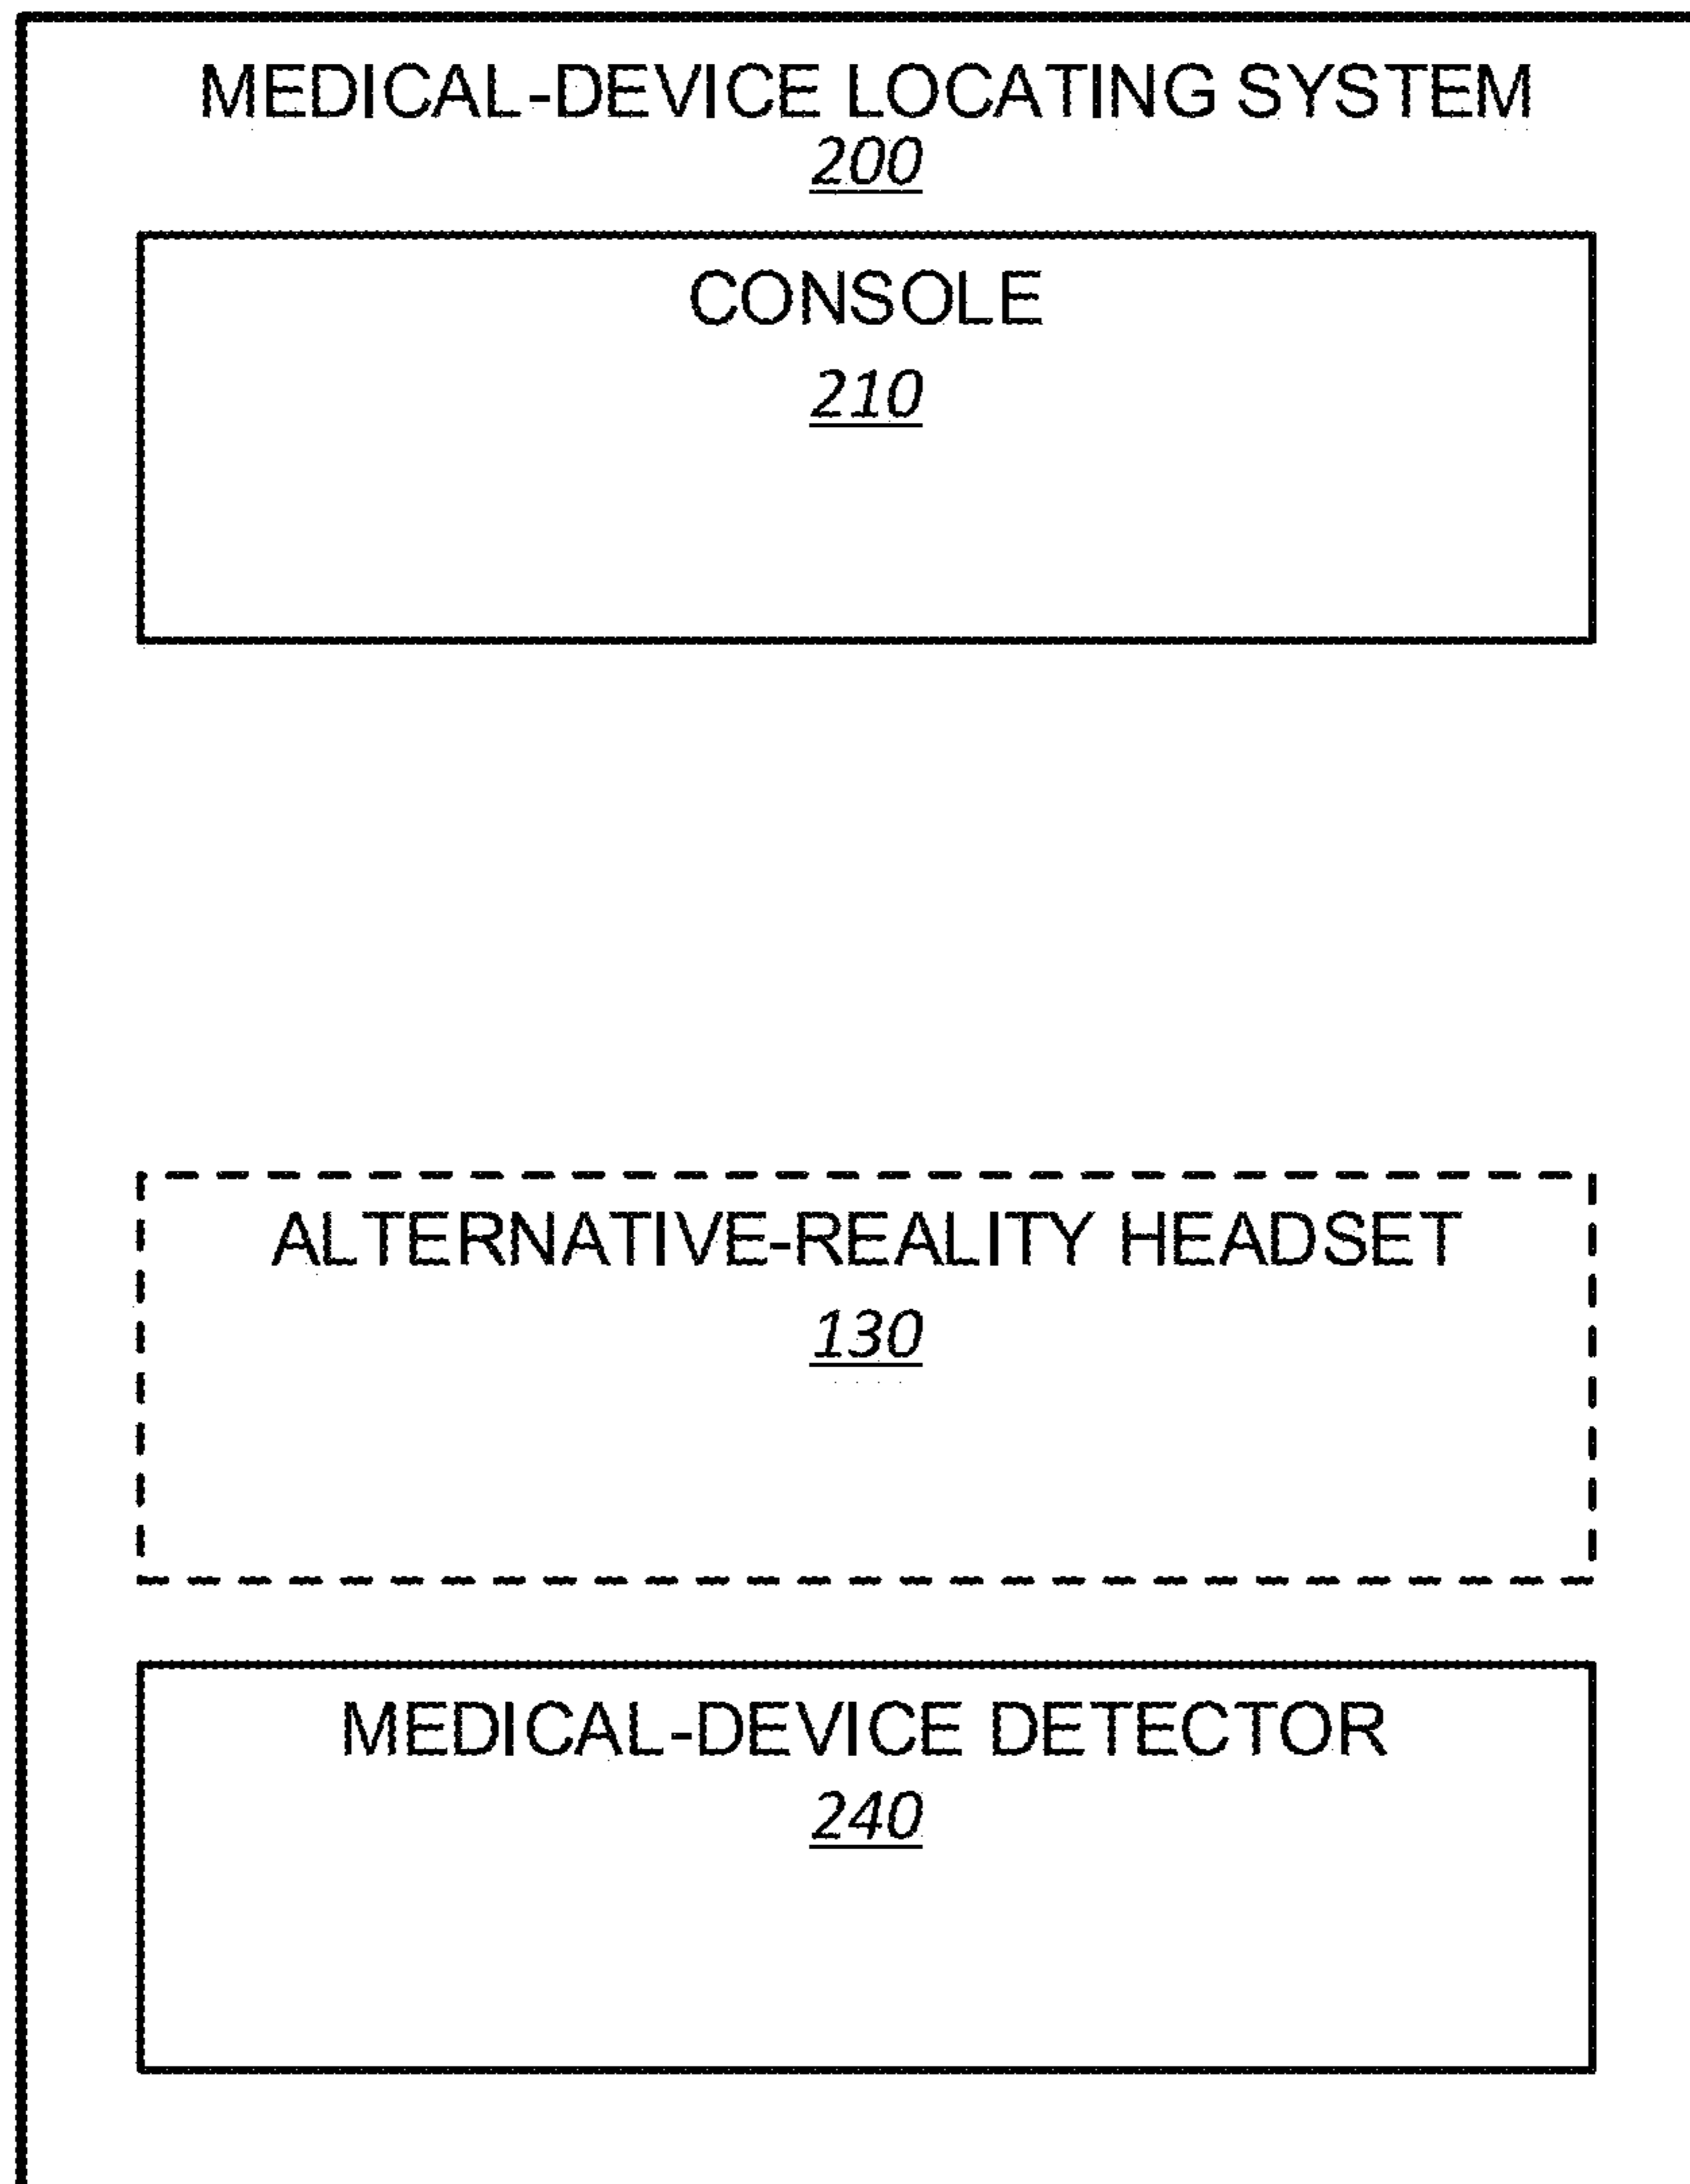 MEDICAL-DEVICE LOCATING SYSTEM
200
CONSOLE
210
ALTERNATIVE-REALITY HEADSET
130
MEDICAL-DEVICE DETECTOR
240